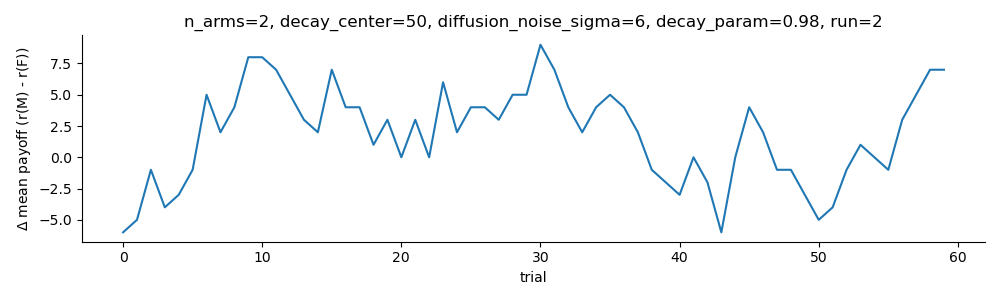 n_arms=2, decay_center=50, diffusion_noise_sigma=6, decay_param=0.98, run=2
Δ mean payoff (r(M) - r(F))
7.5
5.0
2.5
0.0
−2.5
−5.0
0 10 20 30 40 50 60
trial